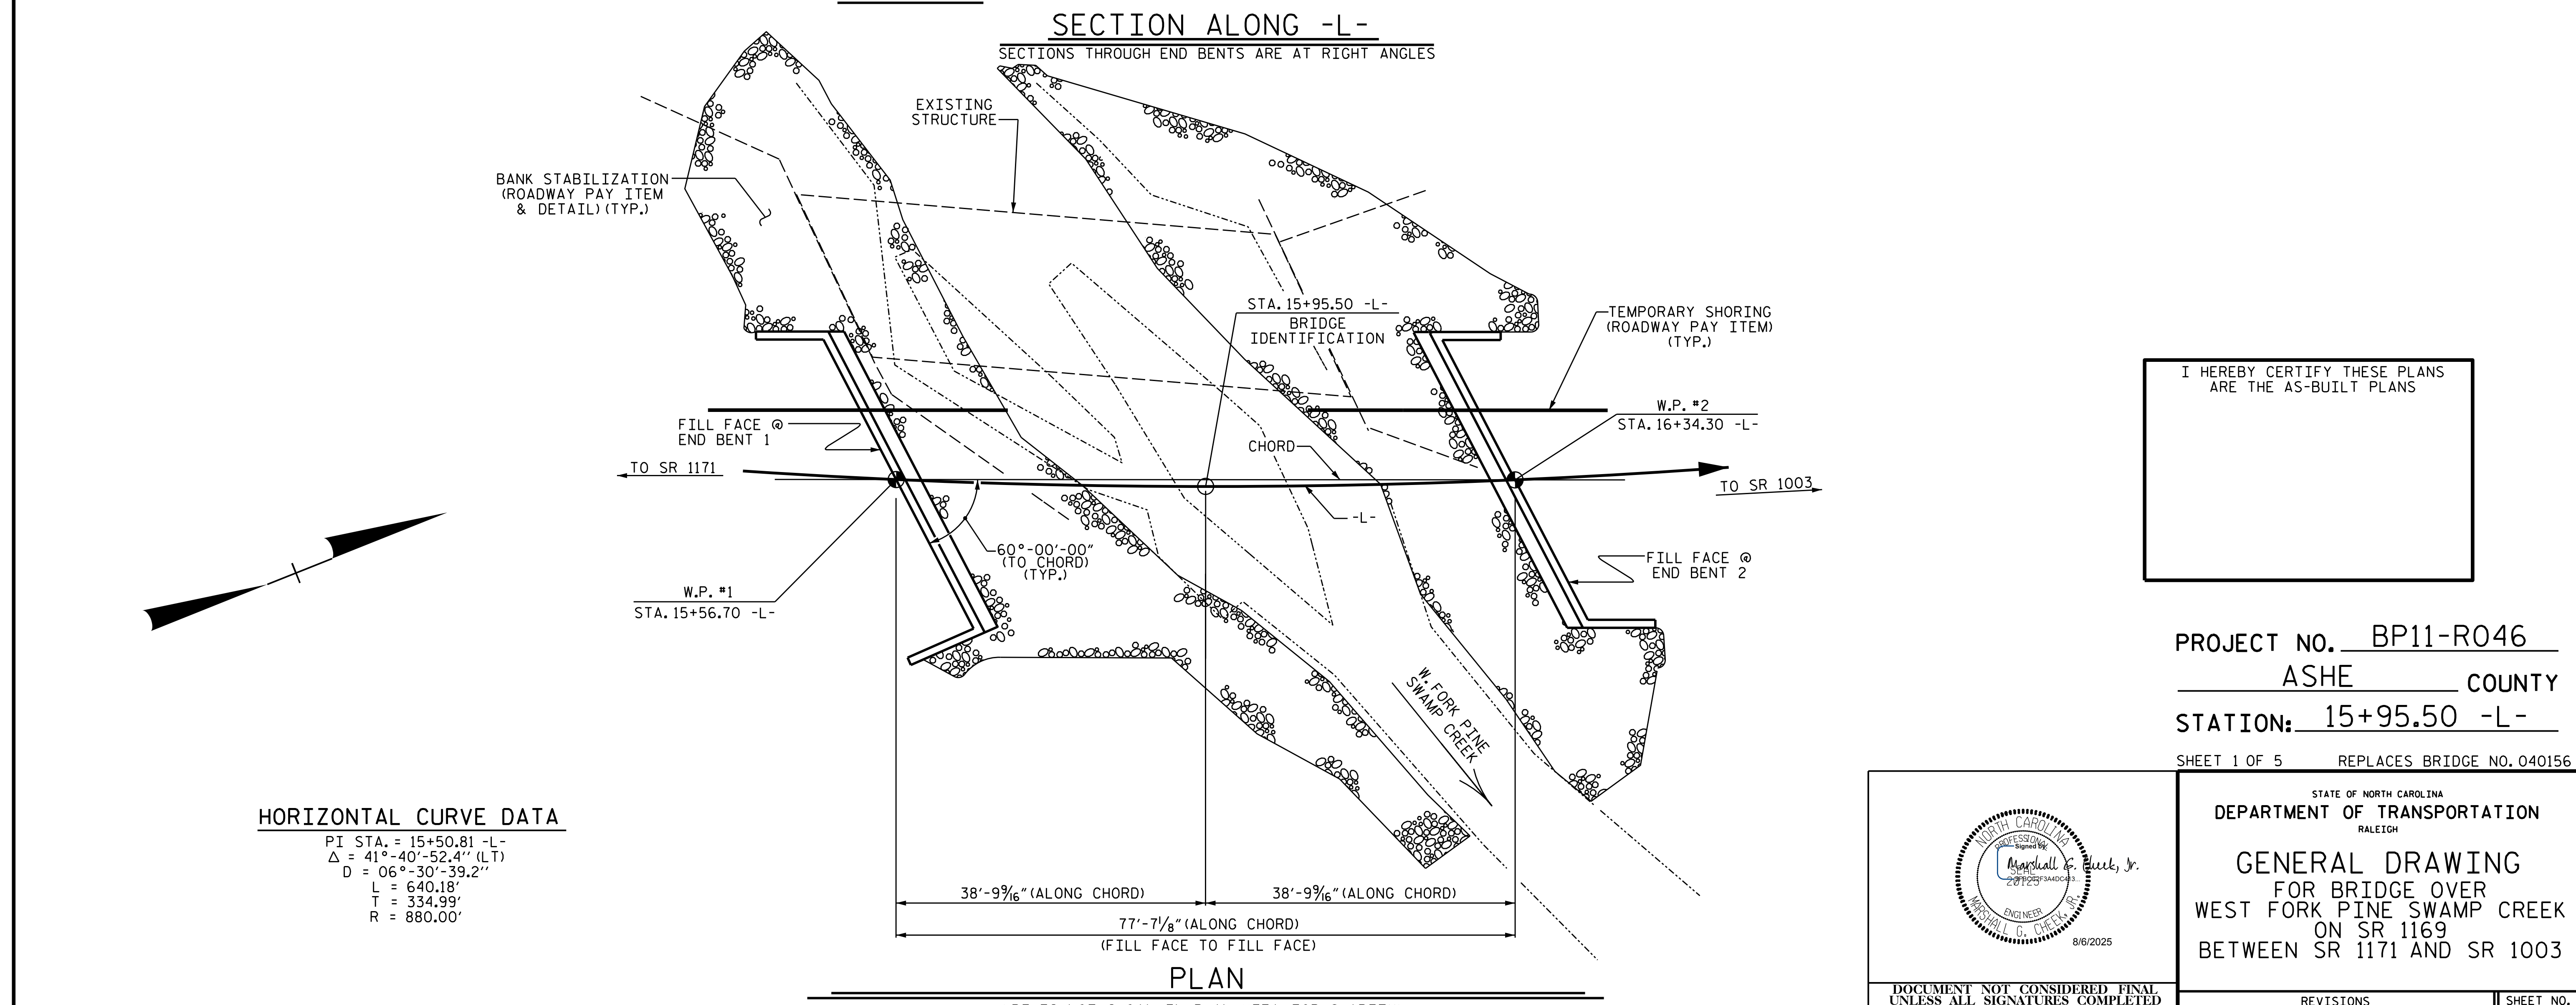 SECTION ALONG -L-
SECTIONS THROUGH END BENTS ARE AT RIGHT ANGLES
EXISTING
STRUCTURE
BANK STABILIZATION
(ROADWAY PAY ITEM
& DETAIL) (TYP.)
STA. 15+95.50 -L-
BRIDGE
IDENTIFICATION
TEMPORARY SHORING
(ROADWAY PAY ITEM)
(TYP.)
I HEREBY CERTIFY THESE PLANS
ARE THE AS-BUILT PLANS
W.P. #2
STA. 16+34.30 -L-
FILL FACE @
END BENT 1
CHORD
TO SR 1171
TO SR 1003
-L-
60°-00'-00"
(TO CHORD)
(TYP.)
FILL FACE @
END BENT 2
W.P. #1
STA. 15+56.70 -L-
W. FORK PINE
SWAMP CREEK
PROJECT NO. BP11-R046
ASHE COUNTY
STATION: 15+95.50 -L-
SHEET 1 OF 5 REPLACES BRIDGE NO. 040156
HORIZONTAL CURVE DATA
PI STA. = 15+50.81 -L-
Δ = 41°-40'-52.4'' (LT)
D = 06°-30'-39.2''
L = 640.18'
T = 334.99'
R = 880.00'
38'-9 9/16" (ALONG CHORD)
38'-9 9/16" (ALONG CHORD)
77'-7 1/8" (ALONG CHORD)
(FILL FACE TO FILL FACE)
PLAN
STATE OF NORTH CAROLINA
DEPARTMENT OF TRANSPORTATION
RALEIGH
GENERAL DRAWING
FOR BRIDGE OVER
WEST FORK PINE SWAMP CREEK
ON SR 1169
BETWEEN SR 1171 AND SR 1003
NORTH CAROLINA
PROFESSIONAL
Signed by:
Marshall G. Cheek, Jr.
SEAL
20125
ENGINEER
MARSHALL G. CHEEK, JR.
8/6/2025
DOCUMENT NOT CONSIDERED FINAL
UNLESS ALL SIGNATURES COMPLETED
REVISIONS
SHEET NO.